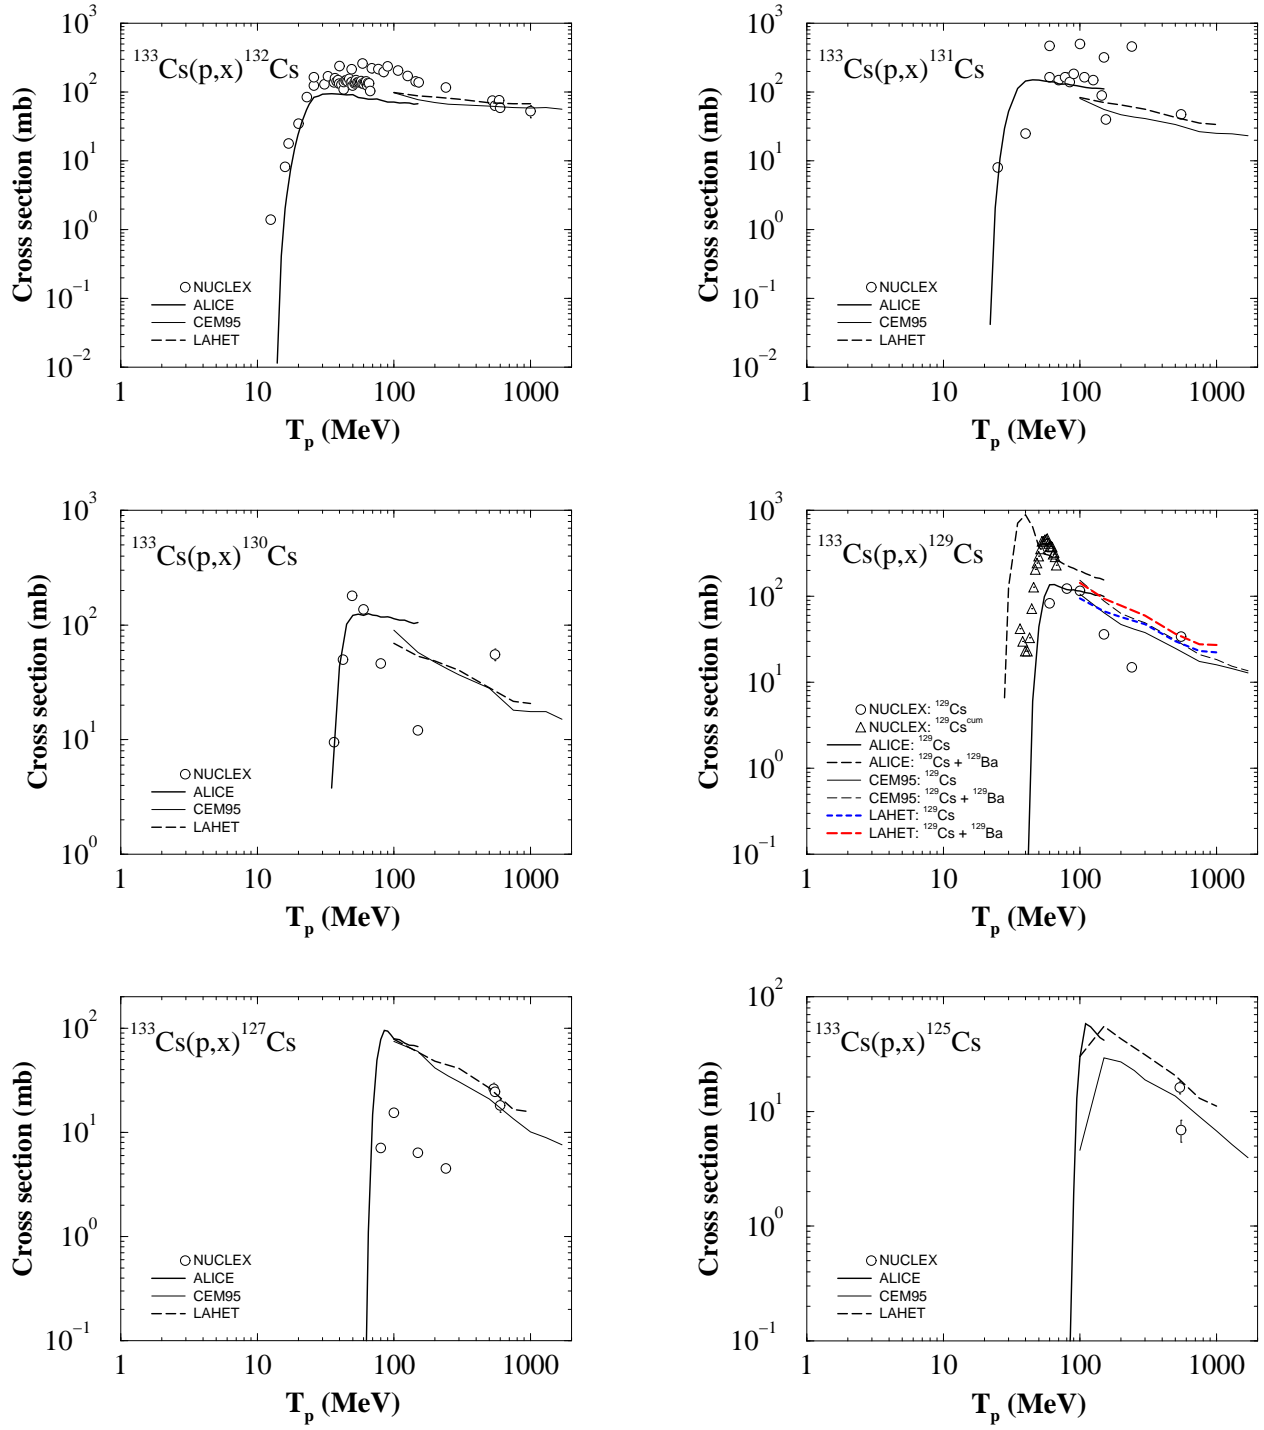 ¹³³Cs(p,x)¹³²Cs
Cross section (mb)
10³
10²
10¹
10⁰
10⁻¹
10⁻²
NUCLEX
ALICE
CEM95
LAHET
1 10 100 1000
Tₚ (MeV)
¹³³Cs(p,x)¹³¹Cs
Cross section (mb)
10³
10²
10¹
10⁰
10⁻¹
10⁻²
NUCLEX
ALICE
CEM95
LAHET
1 10 100 1000
Tₚ (MeV)
¹³³Cs(p,x)¹³⁰Cs
Cross section (mb)
10³
10²
10¹
10⁰
NUCLEX
ALICE
CEM95
LAHET
1 10 100 1000
Tₚ (MeV)
¹³³Cs(p,x)¹²⁹Cs
Cross section (mb)
10³
10²
10¹
10⁰
10⁻¹
NUCLEX: ¹²⁹Cs
NUCLEX: ¹²⁹Csᶜᵘᵐ
ALICE: ¹²⁹Cs
ALICE: ¹²⁹Cs + ¹²⁹Ba
CEM95: ¹²⁹Cs
CEM95: ¹²⁹Cs + ¹²⁹Ba
LAHET: ¹²⁹Cs
LAHET: ¹²⁹Cs + ¹²⁹Ba
1 10 100 1000
Tₚ (MeV)
¹³³Cs(p,x)¹²⁷Cs
Cross section (mb)
10²
10¹
10⁰
10⁻¹
NUCLEX
ALICE
CEM95
LAHET
1 10 100 1000
Tₚ (MeV)
¹³³Cs(p,x)¹²⁵Cs
Cross section (mb)
10²
10¹
10⁰
10⁻¹
NUCLEX
ALICE
CEM95
LAHET
1 10 100 1000
Tₚ (MeV)